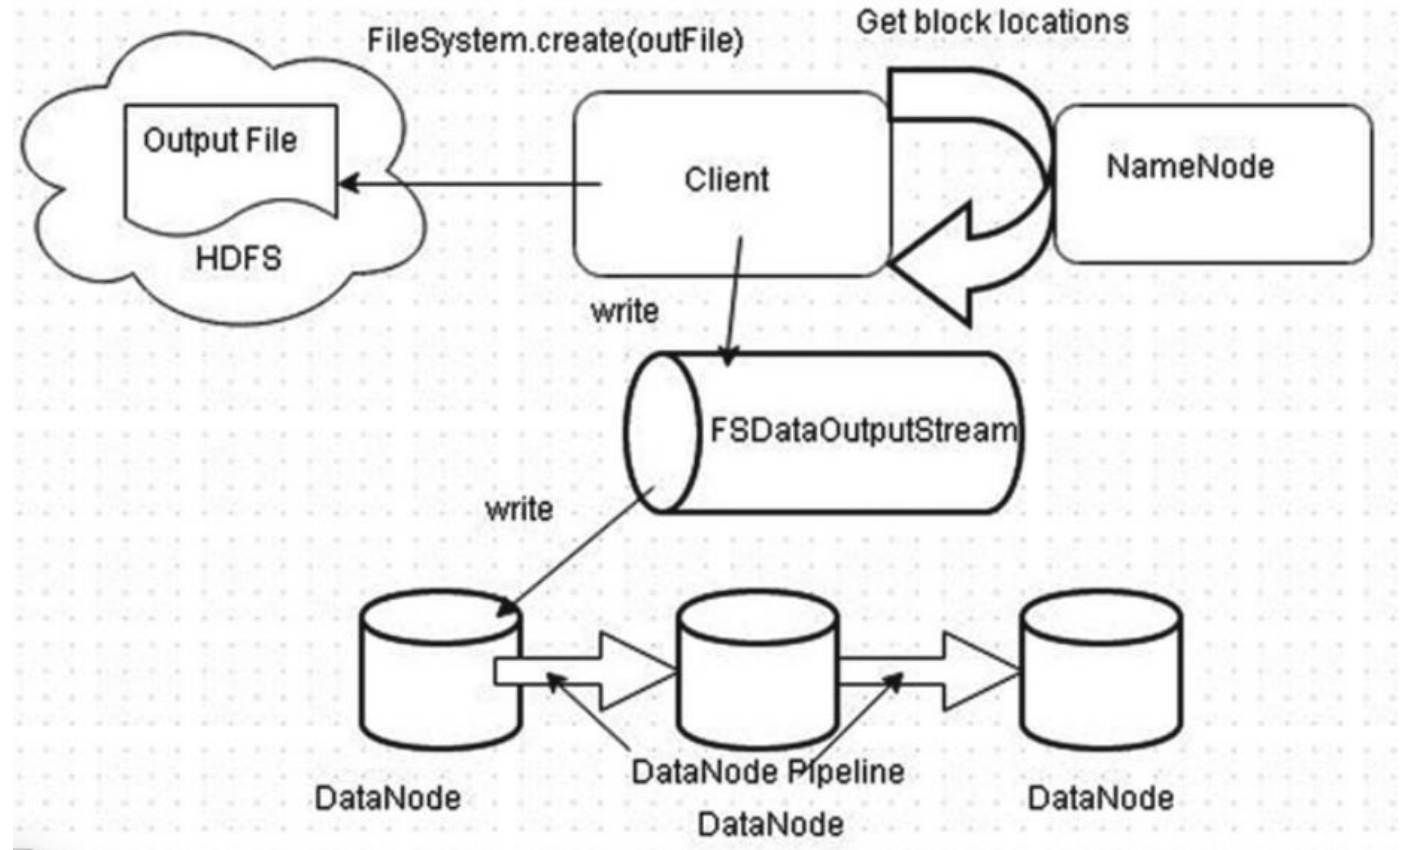 FileSystem.create(outFile)
Get block locations
Output File
HDFS
Client
NameNode
write
FSDataOutputStream
write
DataNode Pipeline
DataNode
DataNode
DataNode